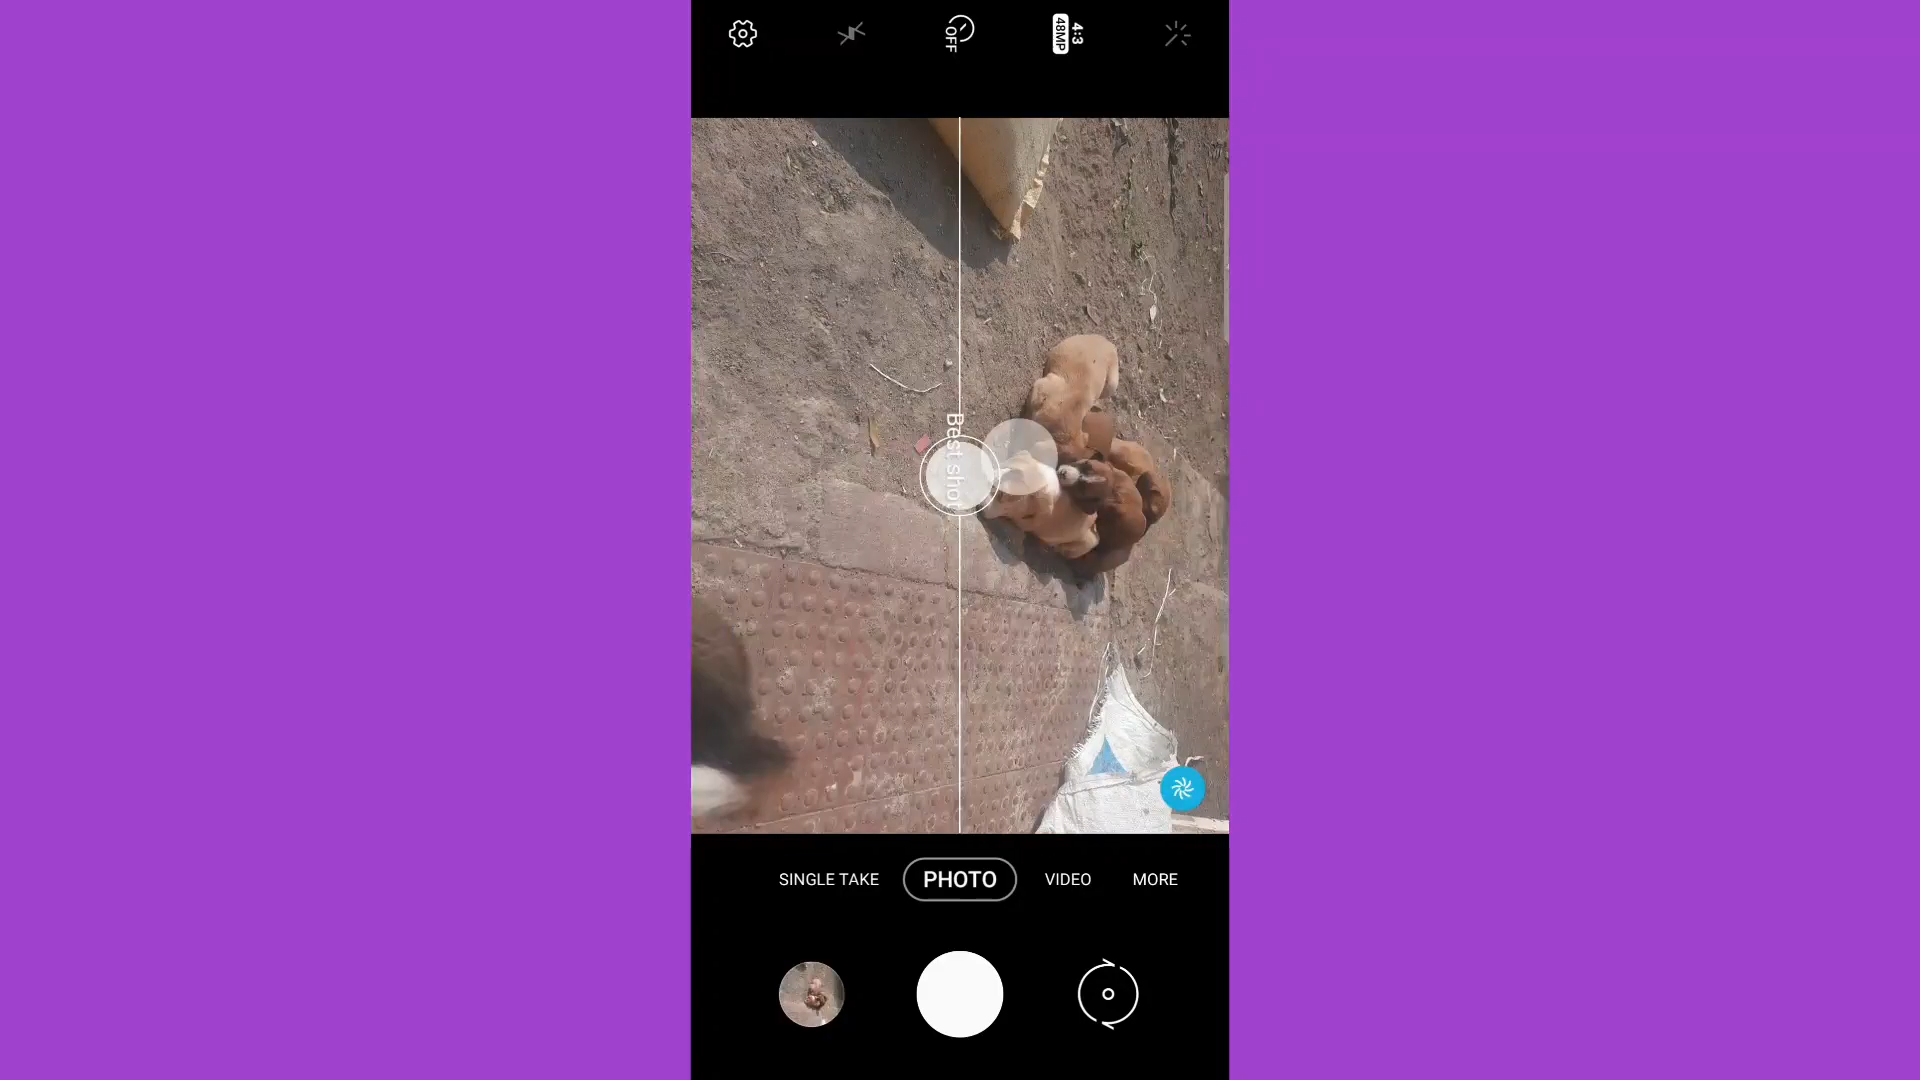 OFF
4:3
48MP
Best shot
SINGLE TAKE
PHOTO
VIDEO
MORE